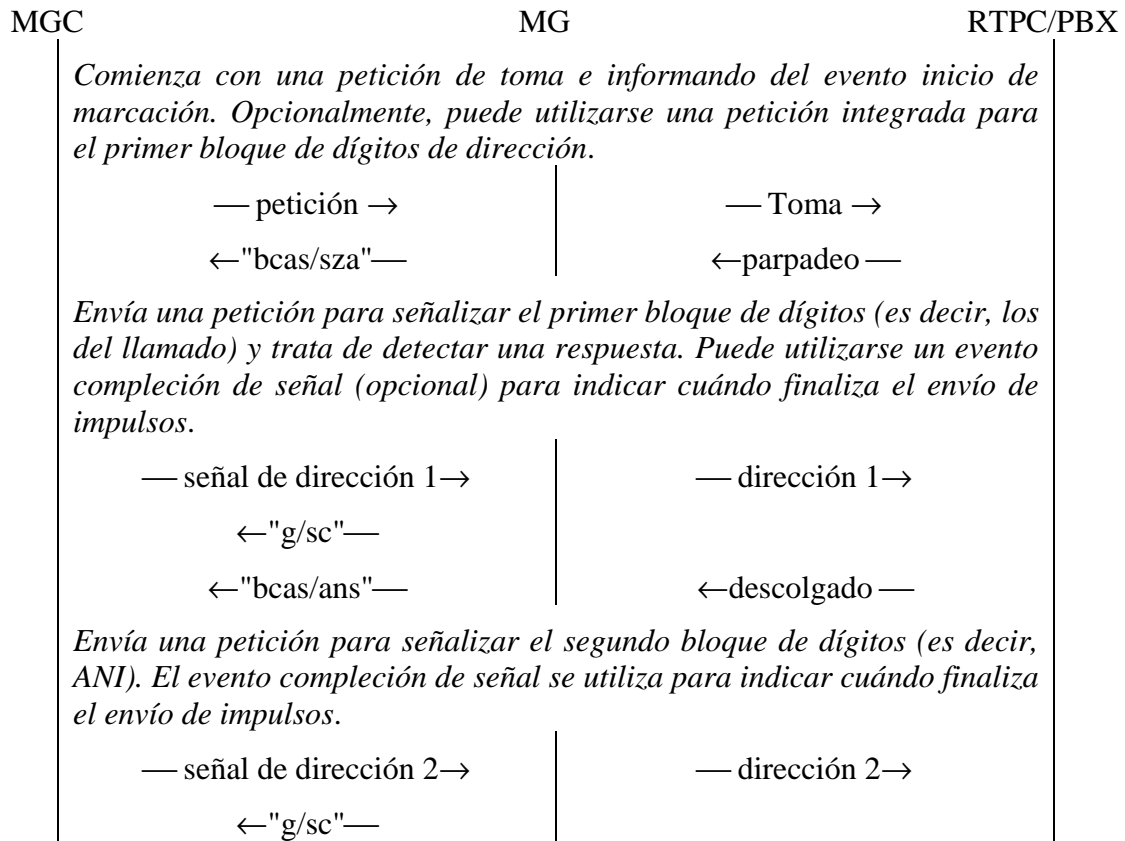 MGC MG RTPC/PBX
Comienza con una petición de toma e informando del evento inicio de
marcación. Opcionalmente, puede utilizarse una petición integrada para
el primer bloque de dígitos de dirección.
— petición → — Toma →
←"bcas/sza"— ←parpadeo —
Envía una petición para señalizar el primer bloque de dígitos (es decir, los
del llamado) y trata de detectar una respuesta. Puede utilizarse un evento
compleción de señal (opcional) para indicar cuándo finaliza el envío de
impulsos.
— señal de dirección 1→ — dirección 1→
←"g/sc"—
←"bcas/ans"— ←descolgado —
Envía una petición para señalizar el segundo bloque de dígitos (es decir,
ANI). El evento compleción de señal se utiliza para indicar cuándo finaliza
el envío de impulsos.
— señal de dirección 2→ — dirección 2→
←"g/sc"—